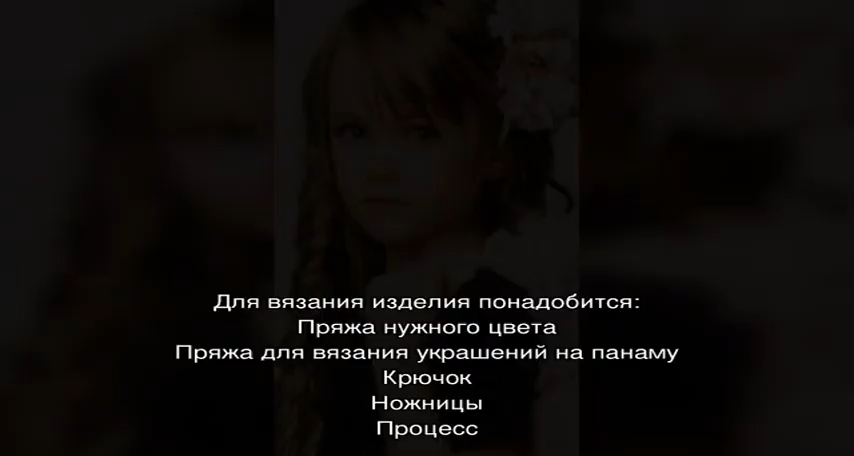 Для вязания изделия понадобится:
Пряжа нужного цвета
Пряжа для вязания украшений на панаму
Крючок
Ножницы
Процесс